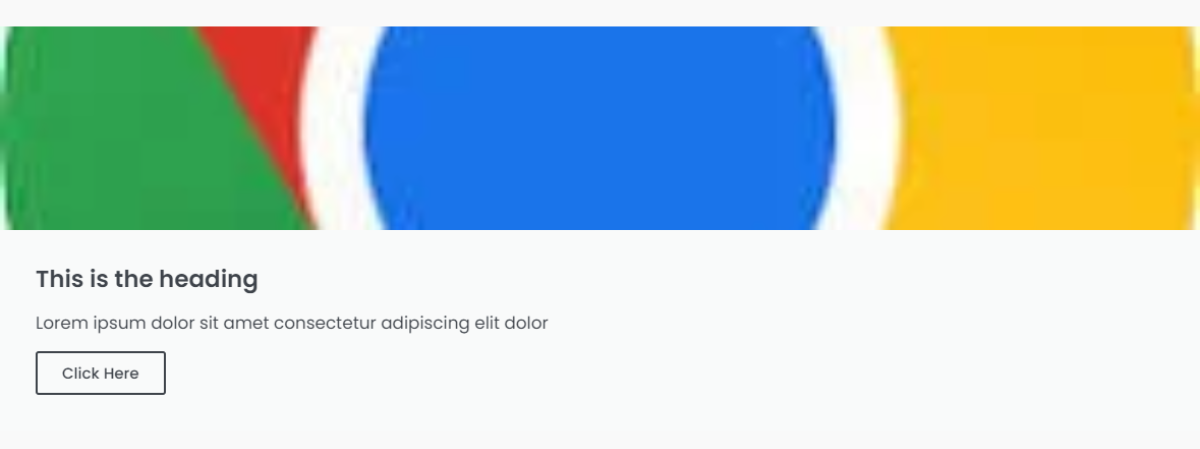 This is the heading
Lorem ipsum dolor sit amet consectetur adipiscing elit dolor
Click Here